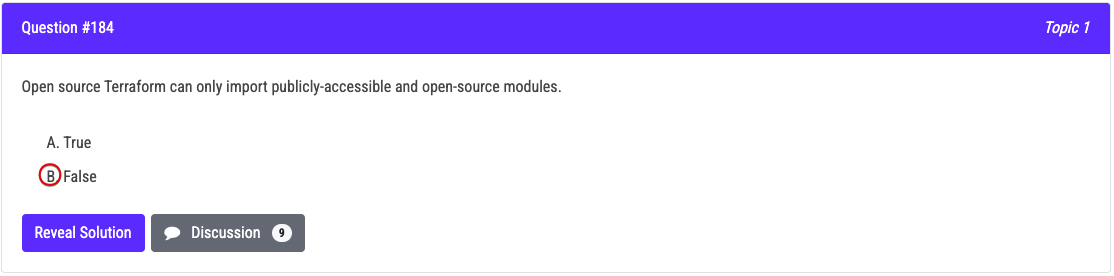 Question #184
Topic 1
Open source Terraform can only import publicly-accessible and open-source modules.
A. True
B False
Reveal Solution
Discussion 9